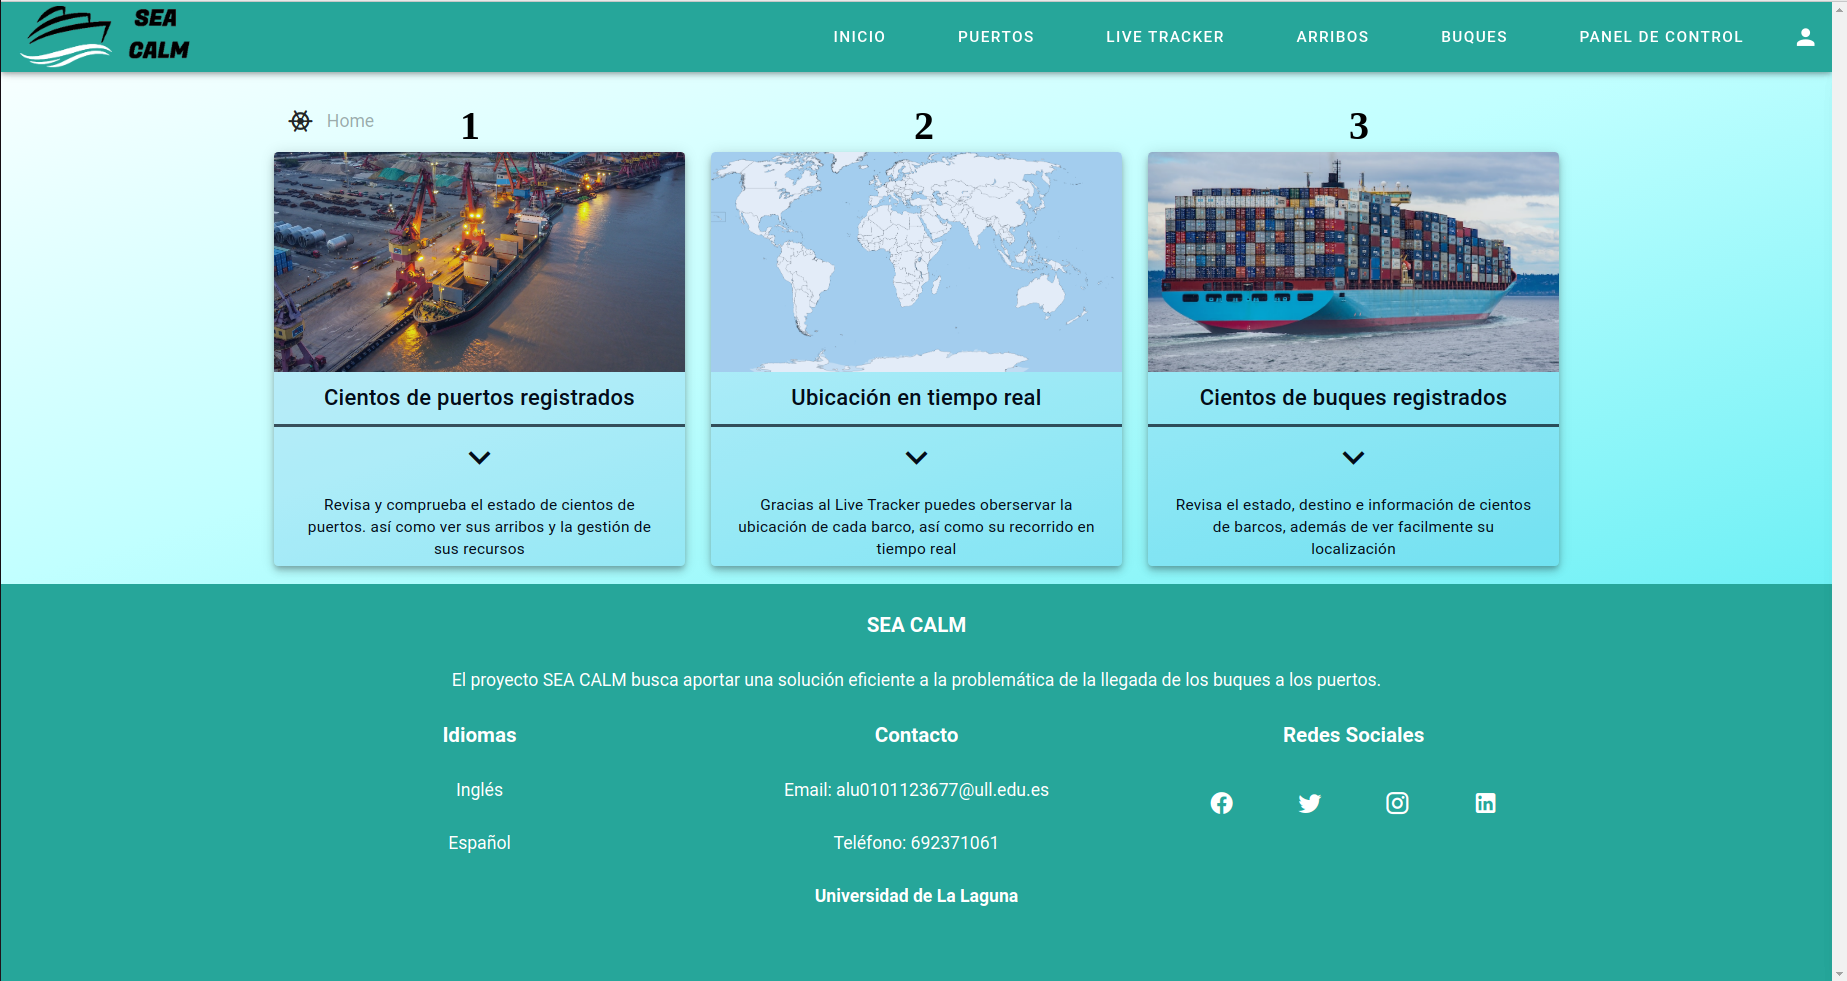 SEA
CALM
INICIO
PUERTOS
LIVE TRACKER
ARRIBOS
BUQUES
PANEL DE CONTROL
Home
1
2
3
Cientos de puertos registrados
Revisa y comprueba el estado de cientos de
puertos. así como ver sus arribos y la gestión de
sus recursos
Ubicación en tiempo real
Gracias al Live Tracker puedes oberservar la
ubicación de cada barco, así como su recorrido en
tiempo real
Cientos de buques registrados
Revisa el estado, destino e información de cientos
de barcos, además de ver facilmente su
localización
SEA CALM
El proyecto SEA CALM busca aportar una solución eficiente a la problemática de la llegada de los buques a los puertos.
Idiomas
Inglés
Español
Contacto
Email: alu0101123677@ull.edu.es
Teléfono: 692371061
Universidad de La Laguna
Redes Sociales